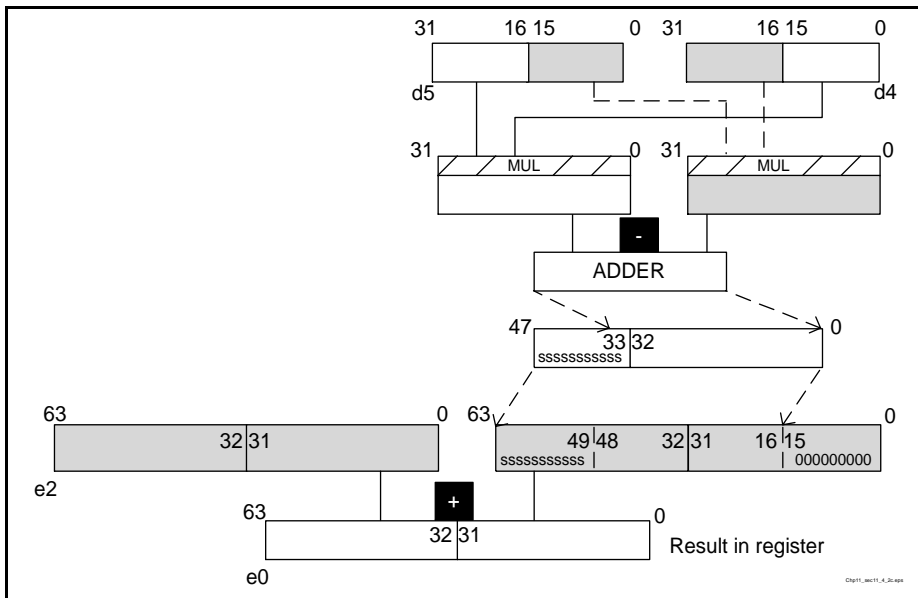 31 16 15 0 31 16 15 0
d5 d4
31 0 31 0
MUL MUL
-
ADDER
47 0
33 32
sssssssssss
63 0 63 0
32 31 49 48 32 31 16 15
sssssssssss 000000000
e2
+
63 0
32 31
Result in register
e0
Chp11_sec11_4_2c.eps